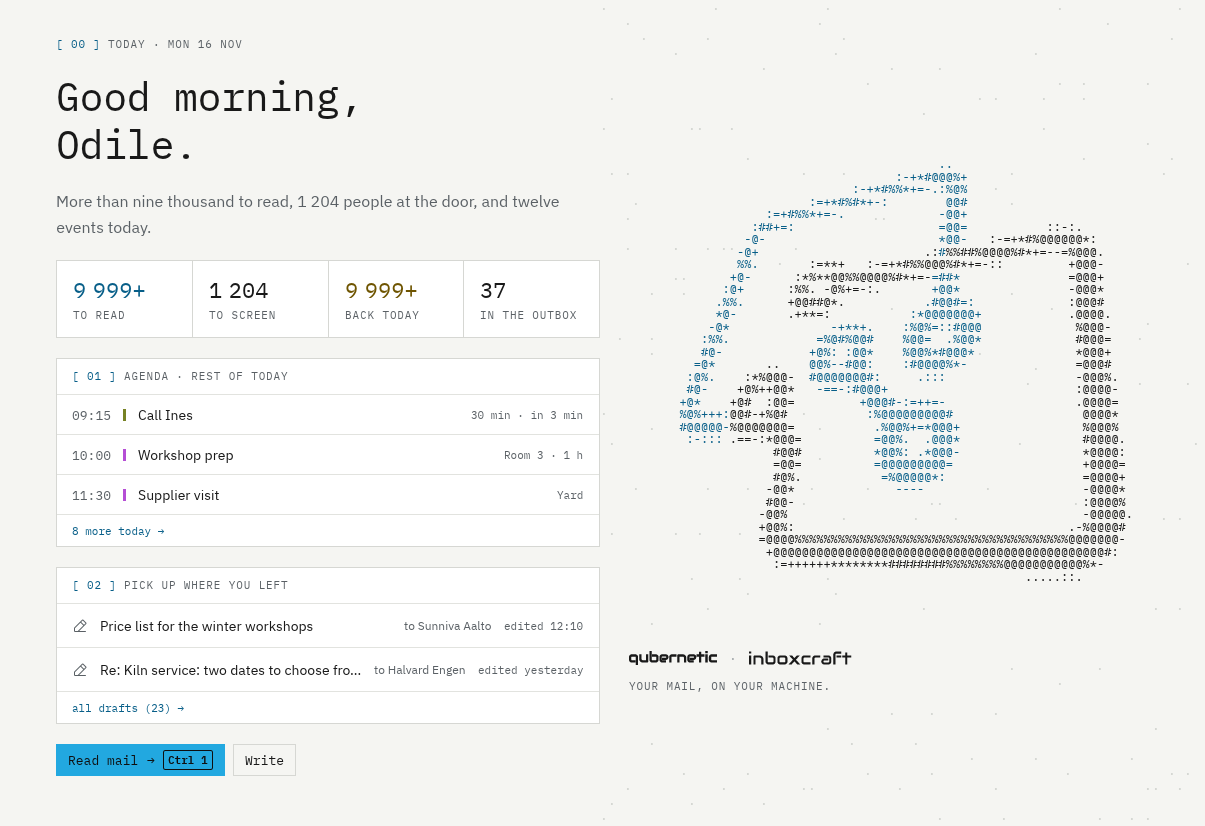 [ 00 ] TODAY · MON 16 NOV
Good morning,
Odile.
More than nine thousand to read, 1 204 people at the door, and twelve
events today.
9 999+
TO READ
1 204
TO SCREEN
9 999+
BACK TODAY
37
IN THE OUTBOX
[ 01 ] AGENDA · REST OF TODAY
09:15 Call Ines 30 min · in 3 min
10:00 Workshop prep Room 3 · 1 h
11:30 Supplier visit Yard
8 more today →
[ 02 ] PICK UP WHERE YOU LEFT
Price list for the winter workshops to Sunniva Aalto edited 12:10
Re: Kiln service: two dates to choose fro... to Halvard Engen edited yesterday
all drafts (23) →
Read mail → Ctrl 1
Write
qubernetic · inboxcraft
YOUR MAIL, ON YOUR MACHINE.